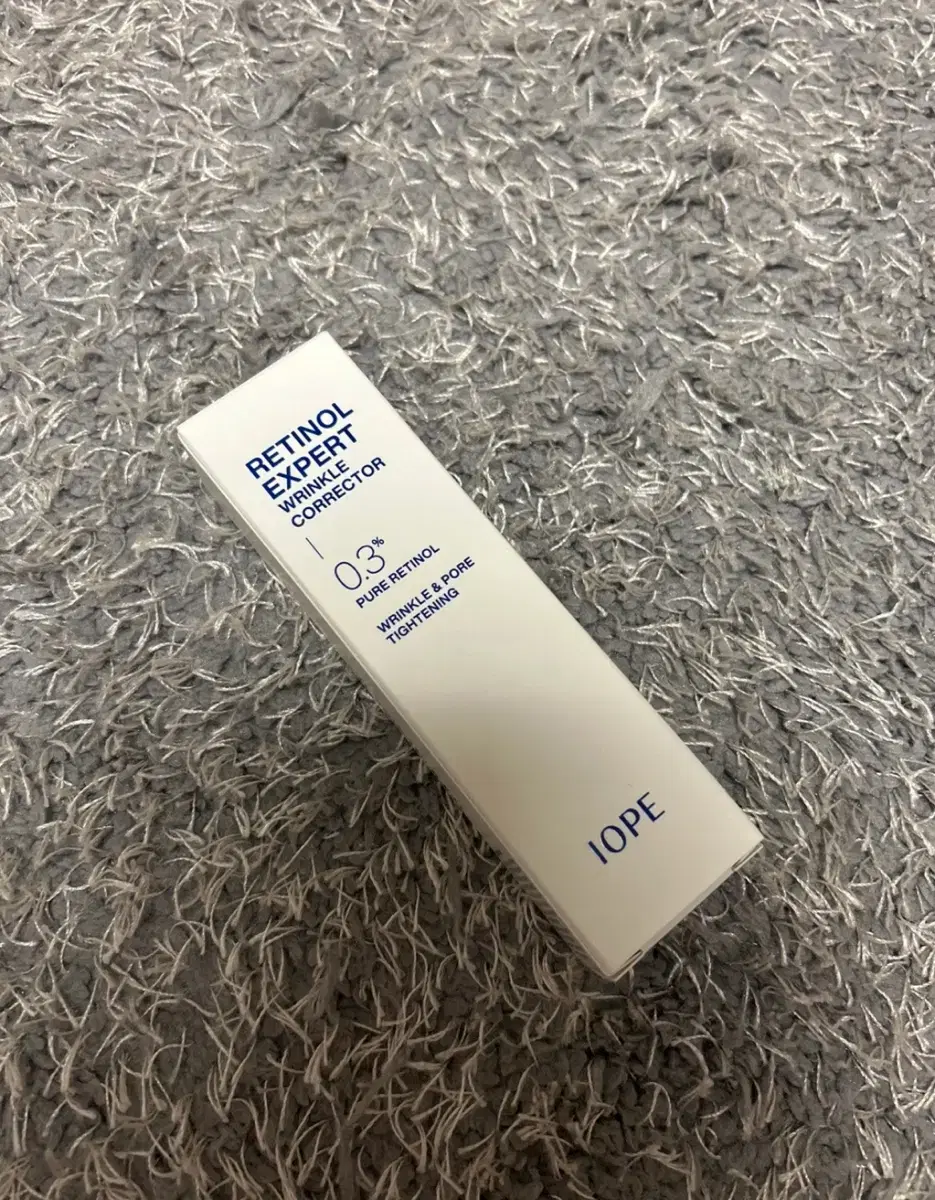 RETINOL
EXPERT
WRINKLE
CORRECTOR
0.3%
PURE RETINOL
WRINKLE & PORE
TIGHTENING
IOPE